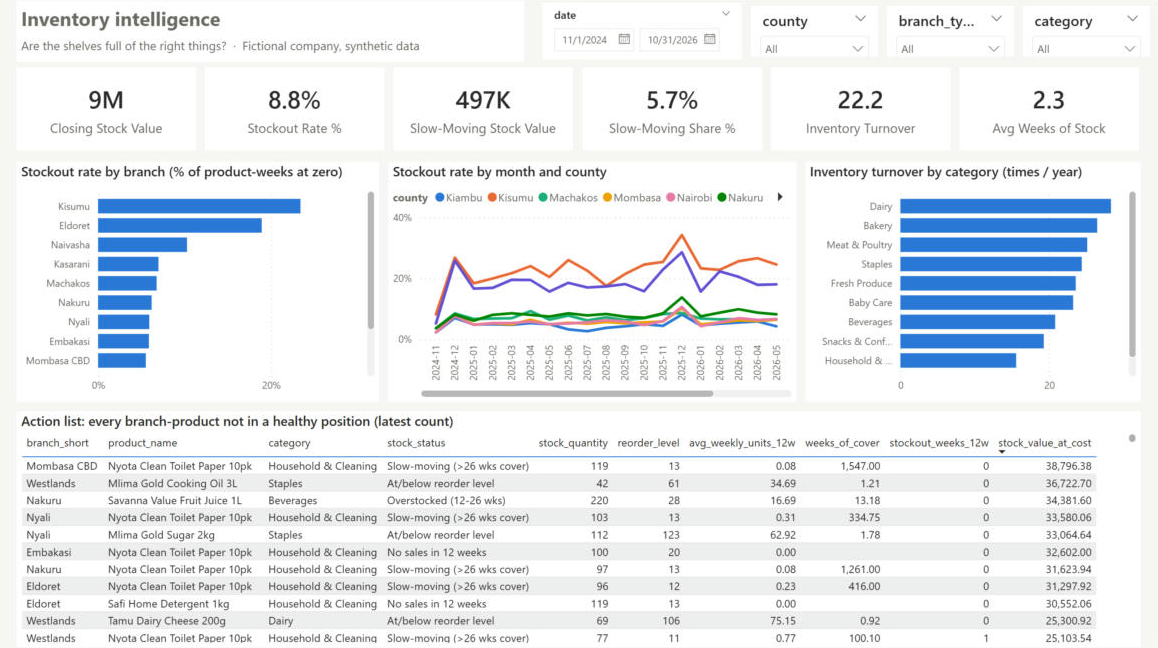 Inventory intelligence
Are the shelves full of the right things? · Fictional company, synthetic data
date
11/1/2024 10/31/2026
county
All
branch_ty...
All
category
All
9M
Closing Stock Value
8.8%
Stockout Rate %
497K
Slow-Moving Stock Value
5.7%
Slow-Moving Share %
22.2
Inventory Turnover
2.3
Avg Weeks of Stock
Stockout rate by branch (% of product-weeks at zero)
Kisumu
Eldoret
Naivasha
Kasarani
Machakos
Nakuru
Nyali
Embakasi
Mombasa CBD
0% 20%
Stockout rate by month and county
county Kiambu Kisumu Machakos Mombasa Nairobi Nakuru
40%
20%
0%
2024-11 2024-12 2025-01 2025-02 2025-03 2025-04 2025-05 2025-06 2025-07 2025-08 2025-09 2025-10 2025-11 2025-12 2026-01 2026-02 2026-03 2026-04 2026-05
Inventory turnover by category (times / year)
Dairy
Bakery
Meat & Poultry
Staples
Fresh Produce
Baby Care
Beverages
Snacks & Conf...
Household & ...
0 20
Action list: every branch-product not in a healthy position (latest count)
branch_short product_name category stock_status stock_quantity reorder_level avg_weekly_units_12w weeks_of_cover stockout_weeks_12w stock_value_at_cost
Mombasa CBD Nyota Clean Toilet Paper 10pk Household & Cleaning Slow-moving (>26 wks cover) 119 13 0.08 1,547.00 0 38,796.38
Westlands Mlima Gold Cooking Oil 3L Staples At/below reorder level 42 61 34.69 1.21 0 36,722.70
Nakuru Savanna Value Fruit Juice 1L Beverages Overstocked (12-26 wks) 220 28 16.69 13.18 0 34,381.60
Nyali Nyota Clean Toilet Paper 10pk Household & Cleaning Slow-moving (>26 wks cover) 103 13 0.31 334.75 0 33,580.06
Nyali Mlima Gold Sugar 2kg Staples At/below reorder level 112 123 62.92 1.78 0 33,064.64
Embakasi Nyota Clean Toilet Paper 10pk Household & Cleaning No sales in 12 weeks 100 20 0.00 0 32,602.00
Nakuru Nyota Clean Toilet Paper 10pk Household & Cleaning Slow-moving (>26 wks cover) 97 13 0.08 1,261.00 0 31,623.94
Eldoret Nyota Clean Toilet Paper 10pk Household & Cleaning Slow-moving (>26 wks cover) 96 12 0.23 416.00 0 31,297.92
Eldoret Safi Home Detergent 1kg Household & Cleaning No sales in 12 weeks 119 13 0.00 0 30,552.06
Westlands Tamu Dairy Cheese 200g Dairy At/below reorder level 69 106 75.15 0.92 0 25,300.92
Westlands Nyota Clean Toilet Paper 10pk Household & Cleaning Slow-moving (>26 wks cover) 77 11 0.77 100.10 1 25,103.54